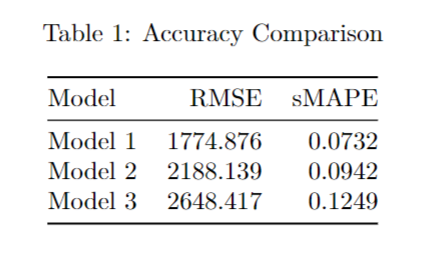 Table 1: Accuracy Comparison
Model RMSE sMAPE
Model 1 1774.876 0.0732
Model 2 2188.139 0.0942
Model 3 2648.417 0.1249